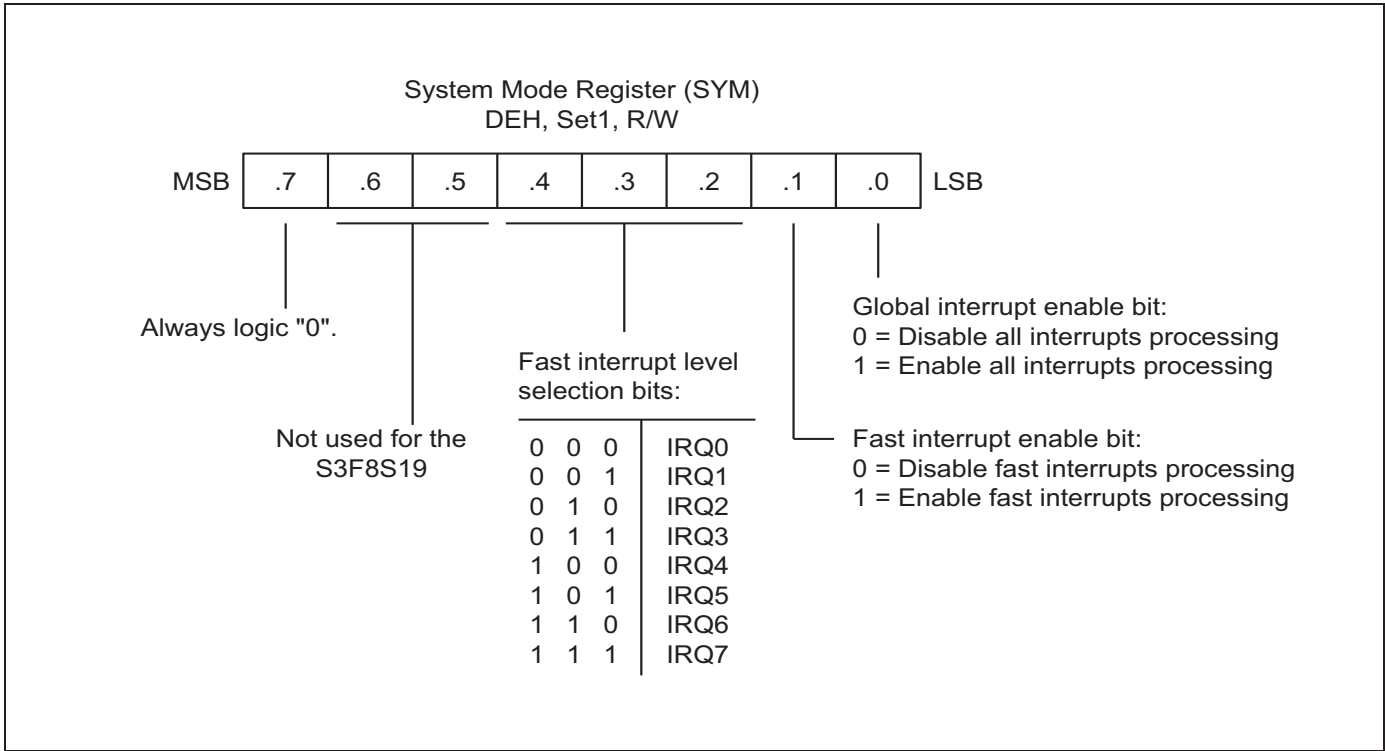 System Mode Register (SYM)
DEH, Set1, R/W
MSB .7 .6 .5 .4 .3 .2 .1 .0 LSB
Always logic "0".
Not used for the
S3F8S19
Fast interrupt level
selection bits:
0 0 0 IRQ0
0 0 1 IRQ1
0 1 0 IRQ2
0 1 1 IRQ3
1 0 0 IRQ4
1 0 1 IRQ5
1 1 0 IRQ6
1 1 1 IRQ7
Global interrupt enable bit:
0 = Disable all interrupts processing
1 = Enable all interrupts processing
Fast interrupt enable bit:
0 = Disable fast interrupts processing
1 = Enable fast interrupts processing